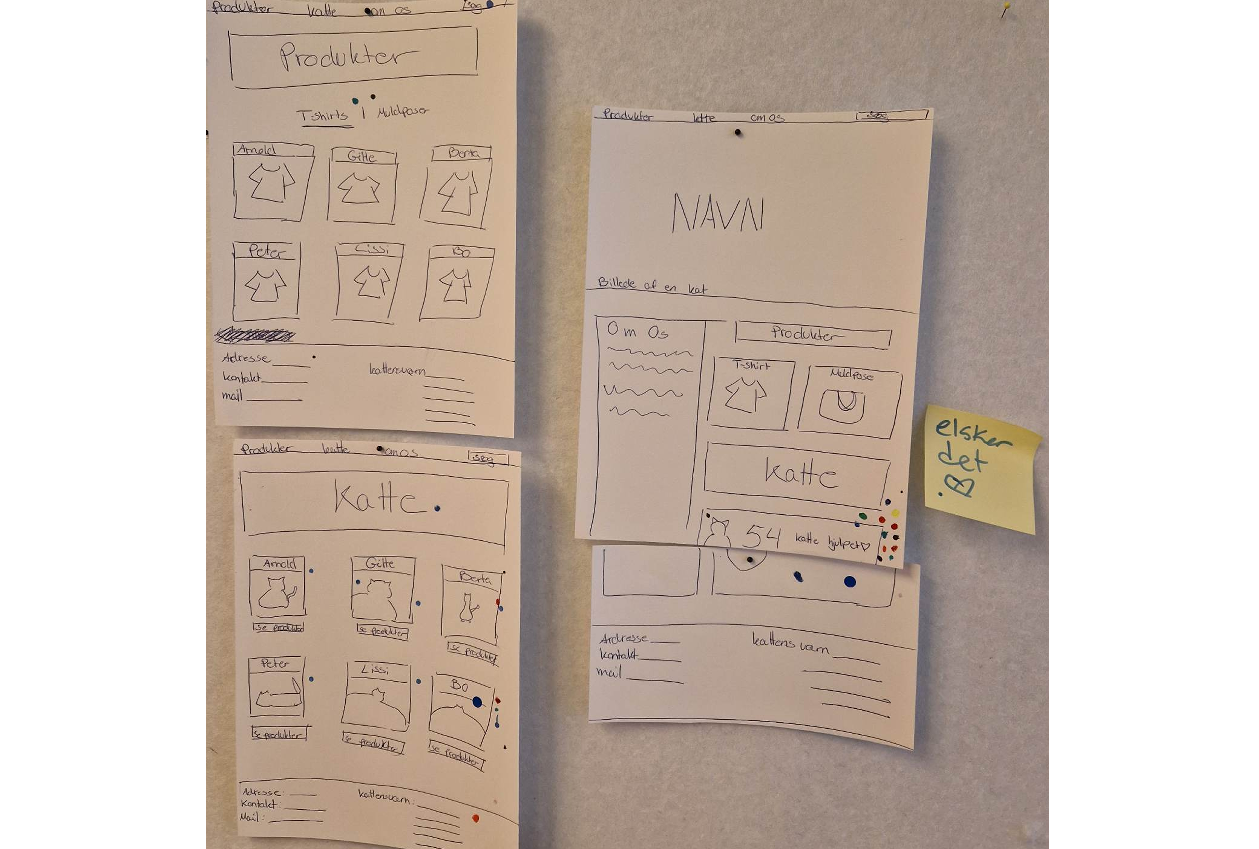 Produkter katte om os søg
Produkter
T-shirts | Muldposer
Arnold Gitte Berta
Peter Lissi Bo
Adresse
Kontakt
mail
kattensværn
Produkter katte om os søg
Katte
Arnold Gitte Berta
se produkter se produkter se produkter
Peter Lissi Bo
se produkter se produkter se produkter
Adresse:
Kontakt:
Mail:
kattensværn:
Produkter katte om os søg
NAVN
Billede af en kat
Om Os
Produkter
T-shirt Muldpose
Katte
54 katte hjulpet♡
Adresse
Kontakt
mail
kattens værn
elsker
det
♡